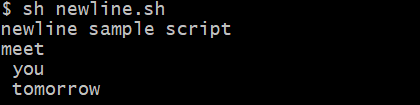 $ sh newline.sh
newline sample script
meet
 you
 tomorrow